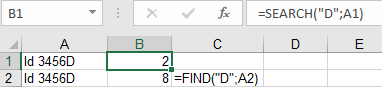 B1 =SEARCH("D";A1)
A B C D E
1 Id 3456D 2
2 Id 3456D 8 =FIND("D";A2)